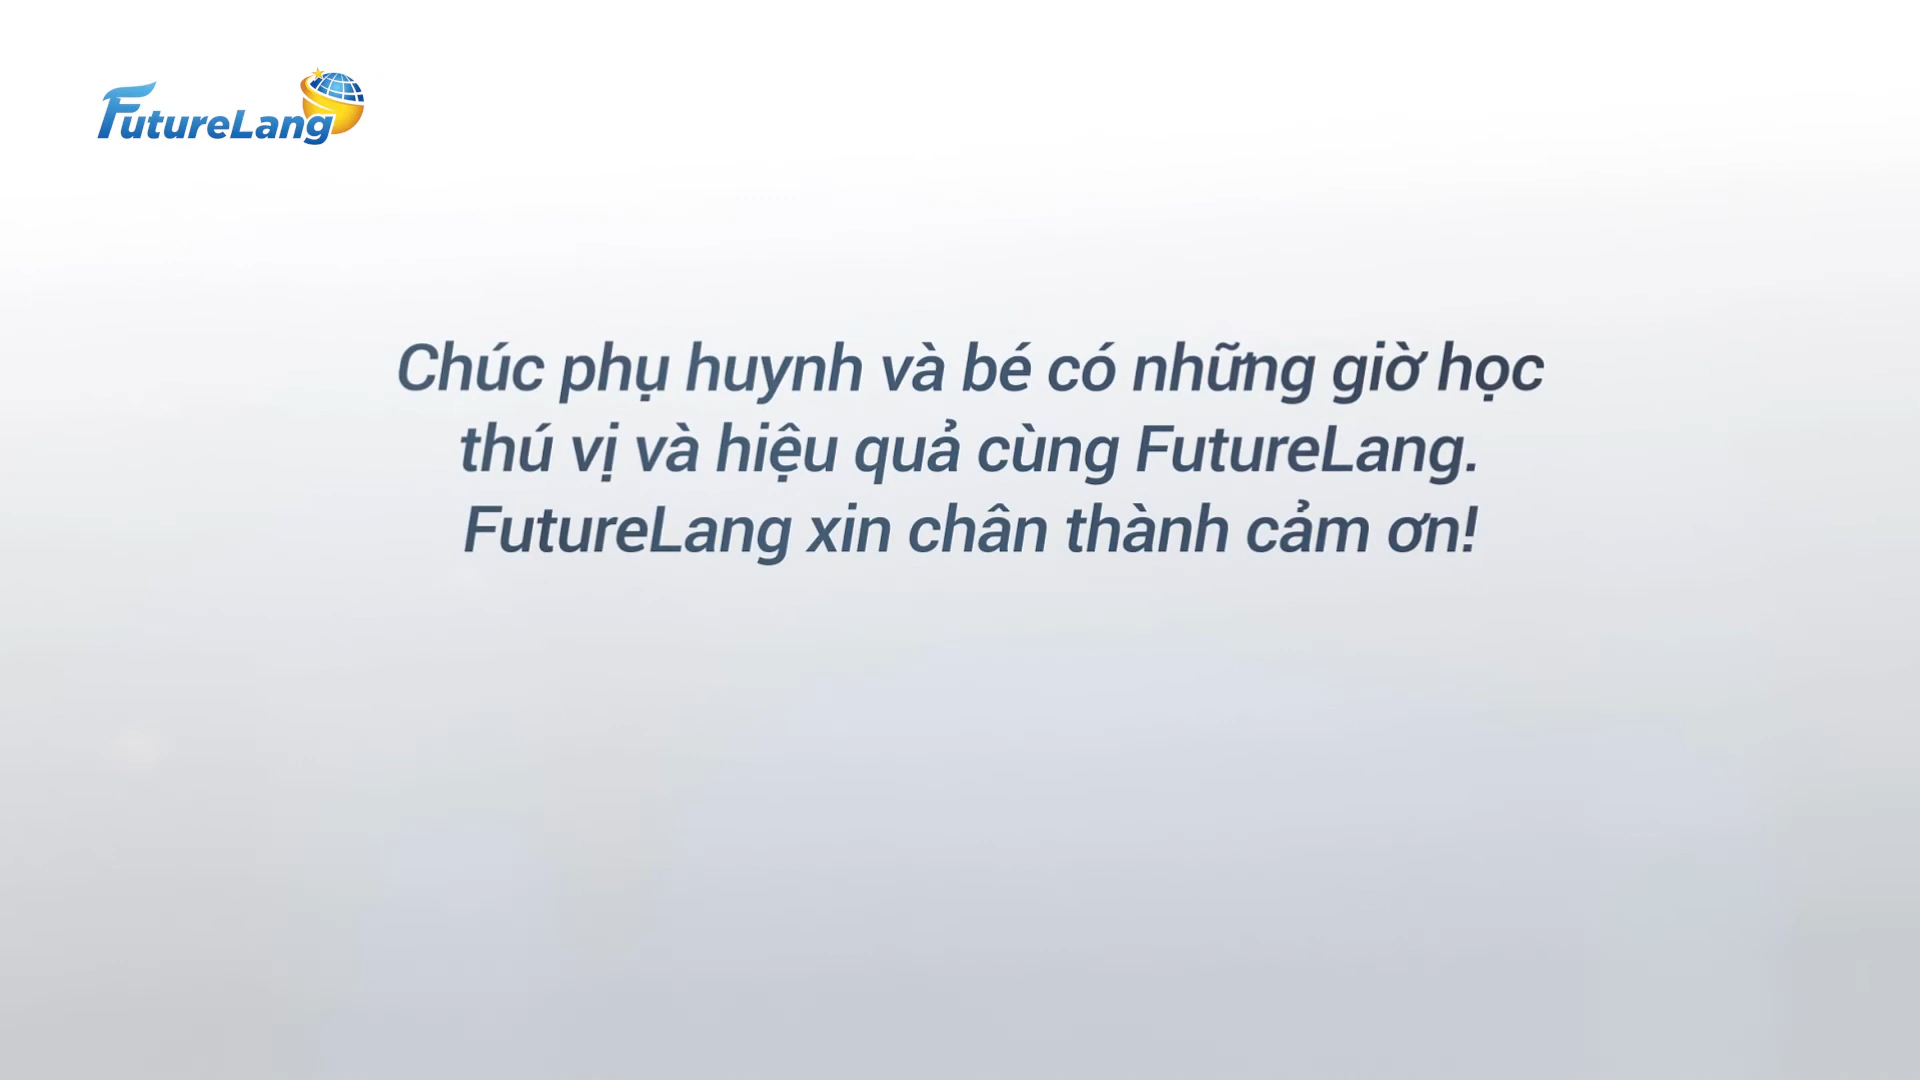 FutureLang
Chúc phụ huynh và bé có những giờ học
thú vị và hiệu quả cùng FutureLang.
FutureLang xin chân thành cảm ơn!